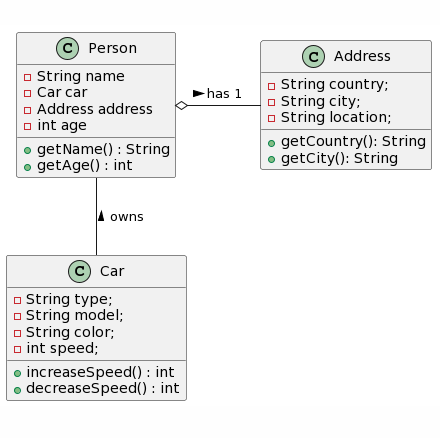 C Person
String name
Car car
Address address
int age
getName() : String
getAge() : int
has 1
C Address
String country;
String city;
String location;
getCountry(): String
getCity(): String
owns
C Car
String type;
String model;
String color;
int speed;
increaseSpeed() : int
decreaseSpeed() : int